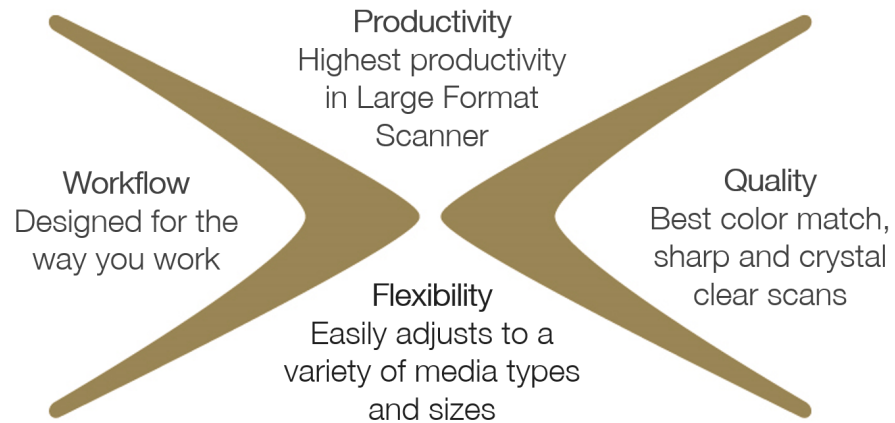 Productivity
Highest productivity
in Large Format
Scanner
Workflow
Designed for the
way you work
Quality
Best color match,
sharp and crystal
clear scans
Flexibility
Easily adjusts to a
variety of media types
and sizes